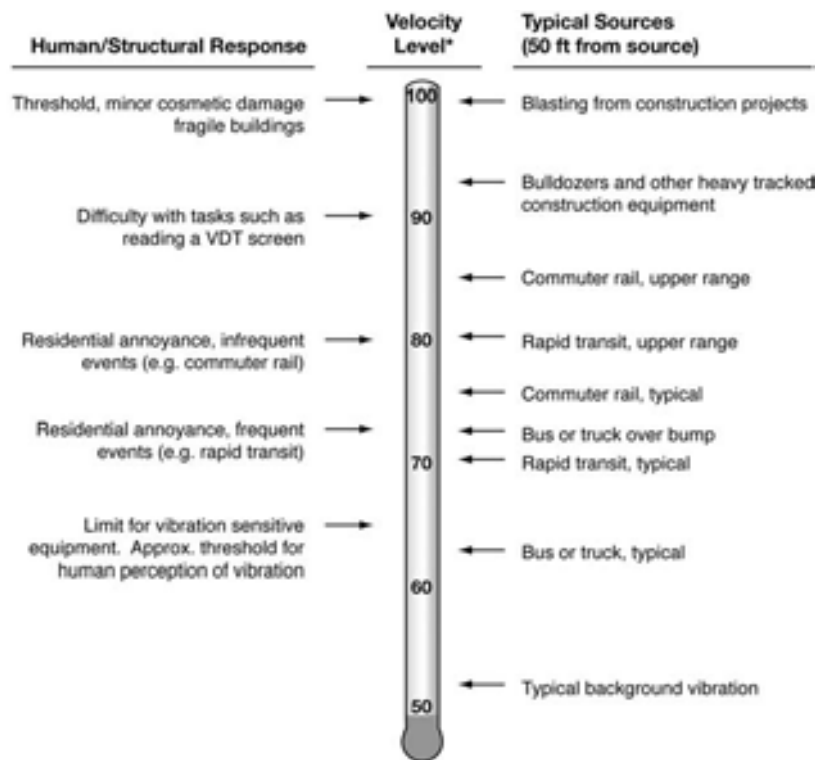 Human/Structural Response
Velocity
Level*
Typical Sources
(50 ft from source)
Threshold, minor cosmetic damage
fragile buildings
100
Blasting from construction projects
Bulldozers and other heavy tracked
construction equipment
Difficulty with tasks such as
reading a VDT screen
90
Commuter rail, upper range
Residential annoyance, infrequent
events (e.g. commuter rail)
80
Rapid transit, upper range
Commuter rail, typical
Residential annoyance, frequent
events (e.g. rapid transit)
Bus or truck over bump
70
Rapid transit, typical
Limit for vibration sensitive
equipment. Approx. threshold for
human perception of vibration
Bus or truck, typical
60
Typical background vibration
50